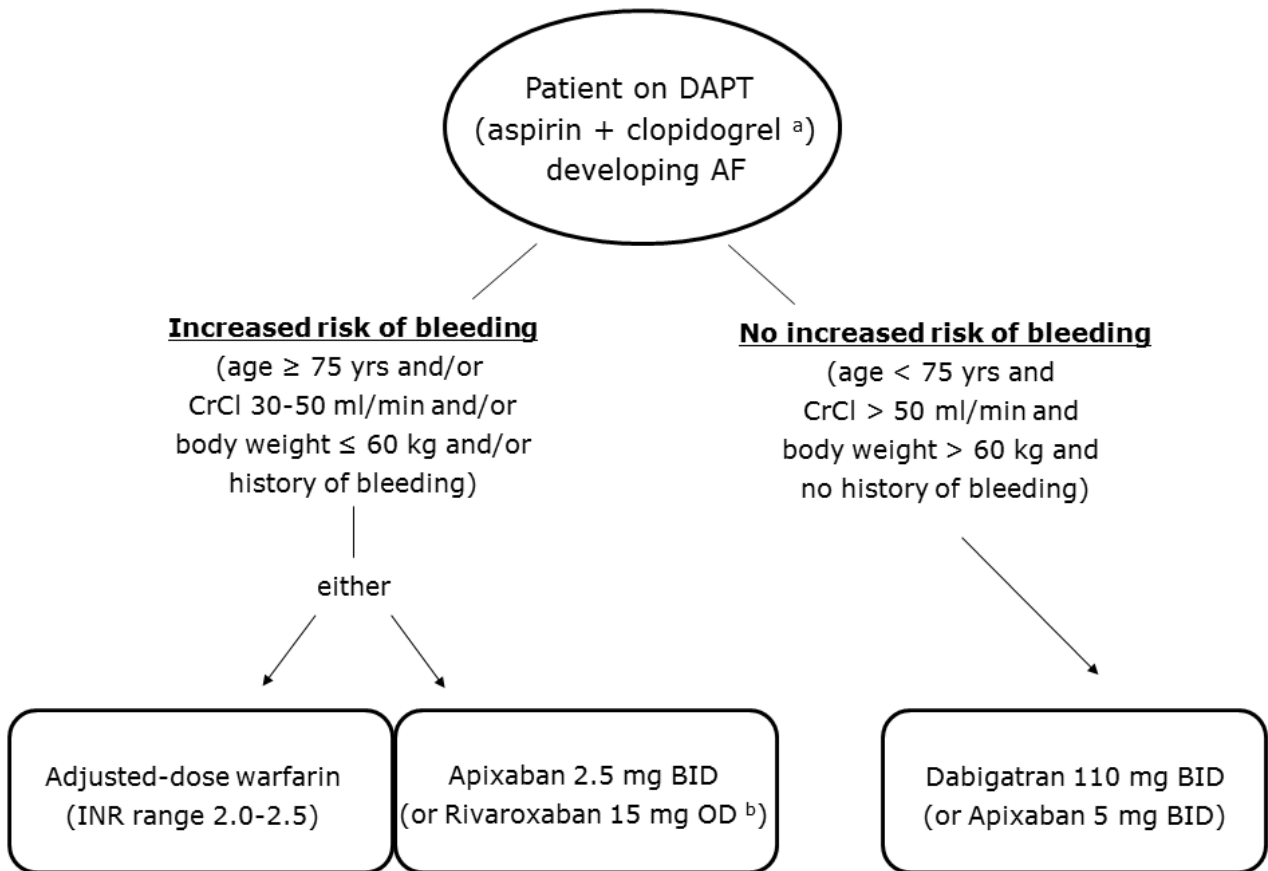 Patient on DAPT
(aspirin + clopidogrel ᵃ)
developing AF
Increased risk of bleeding
(age ≥ 75 yrs and/or
CrCl 30-50 ml/min and/or
body weight ≤ 60 kg and/or
history of bleeding)
No increased risk of bleeding
(age < 75 yrs and
CrCl > 50 ml/min and
body weight > 60 kg and
no history of bleeding)
either
Adjusted-dose warfarin
(INR range 2.0-2.5)
Apixaban 2.5 mg BID
(or Rivaroxaban 15 mg OD ᵇ)
Dabigatran 110 mg BID
(or Apixaban 5 mg BID)